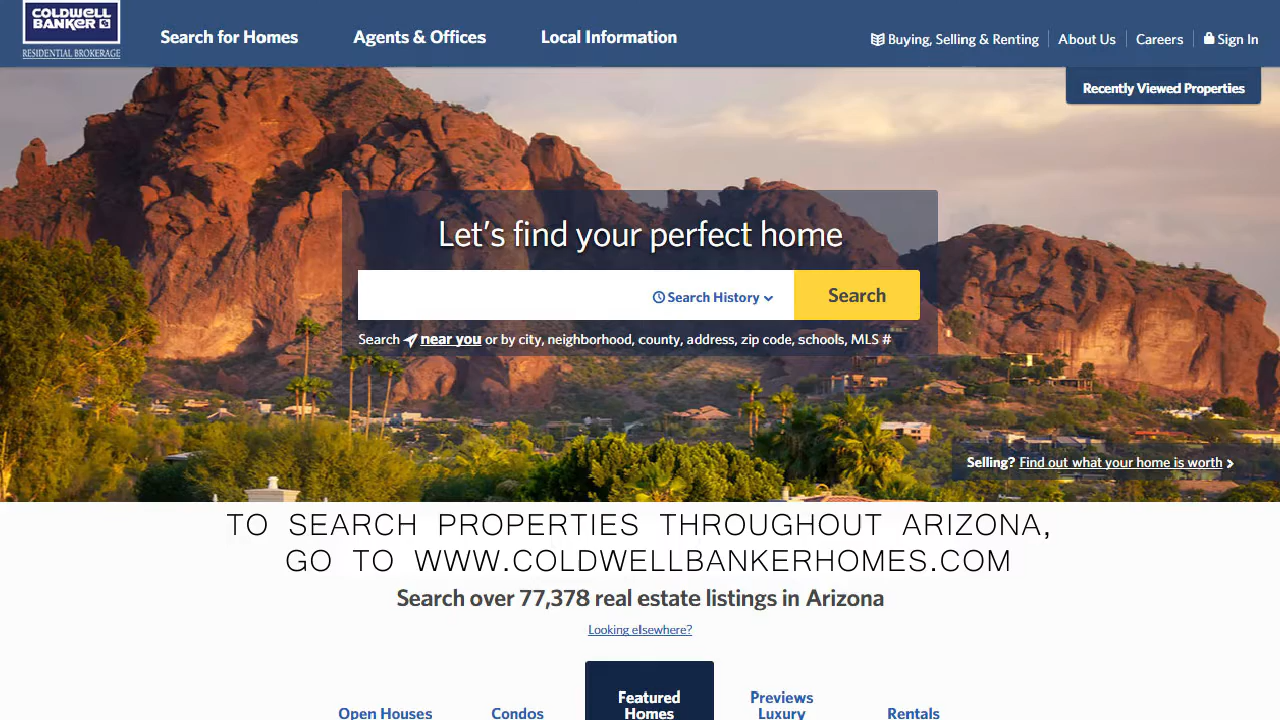 COLDWELL
BANKER
RESIDENTIAL BROKERAGE
Search for Homes
Agents & Offices
Local Information
Buying, Selling & Renting
About Us
Careers
Sign In
Recently Viewed Properties
Let's find your perfect home
Search History
Search
Search near you or by city, neighborhood, county, address, zip code, schools, MLS #
Selling? Find out what your home is worth
TO SEARCH PROPERTIES THROUGHOUT ARIZONA,
GO TO WWW.COLDWELLBANKERHOMES.COM
Search over 77,378 real estate listings in Arizona
Looking elsewhere?
Open Houses
Condos
Featured
Homes
Previews
Luxury
Rentals